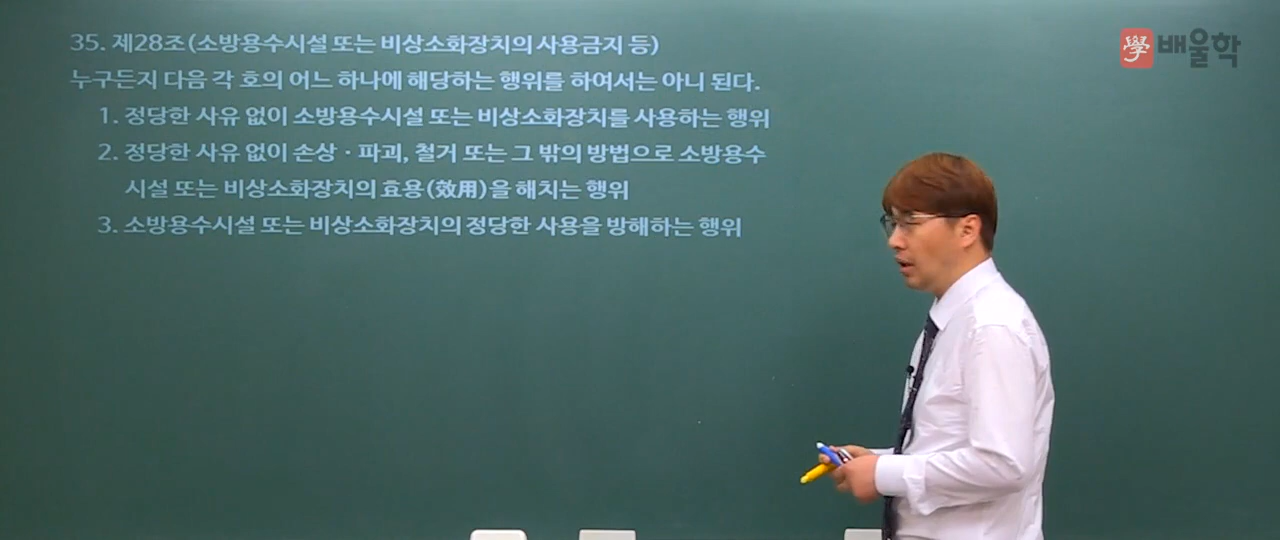 35. 제28조(소방용수시설 또는 비상소화장치의 사용금지 등)
누구든지 다음 각 호의 어느 하나에 해당하는 행위를 하여서는 아니 된다.
1. 정당한 사유 없이 소방용수시설 또는 비상소화장치를 사용하는 행위
2. 정당한 사유 없이 손상 · 파괴, 철거 또는 그 밖의 방법으로 소방용수
시설 또는 비상소화장치의 효용(效用)을 해치는 행위
3. 소방용수시설 또는 비상소화장치의 정당한 사용을 방해하는 행위
學 배울학